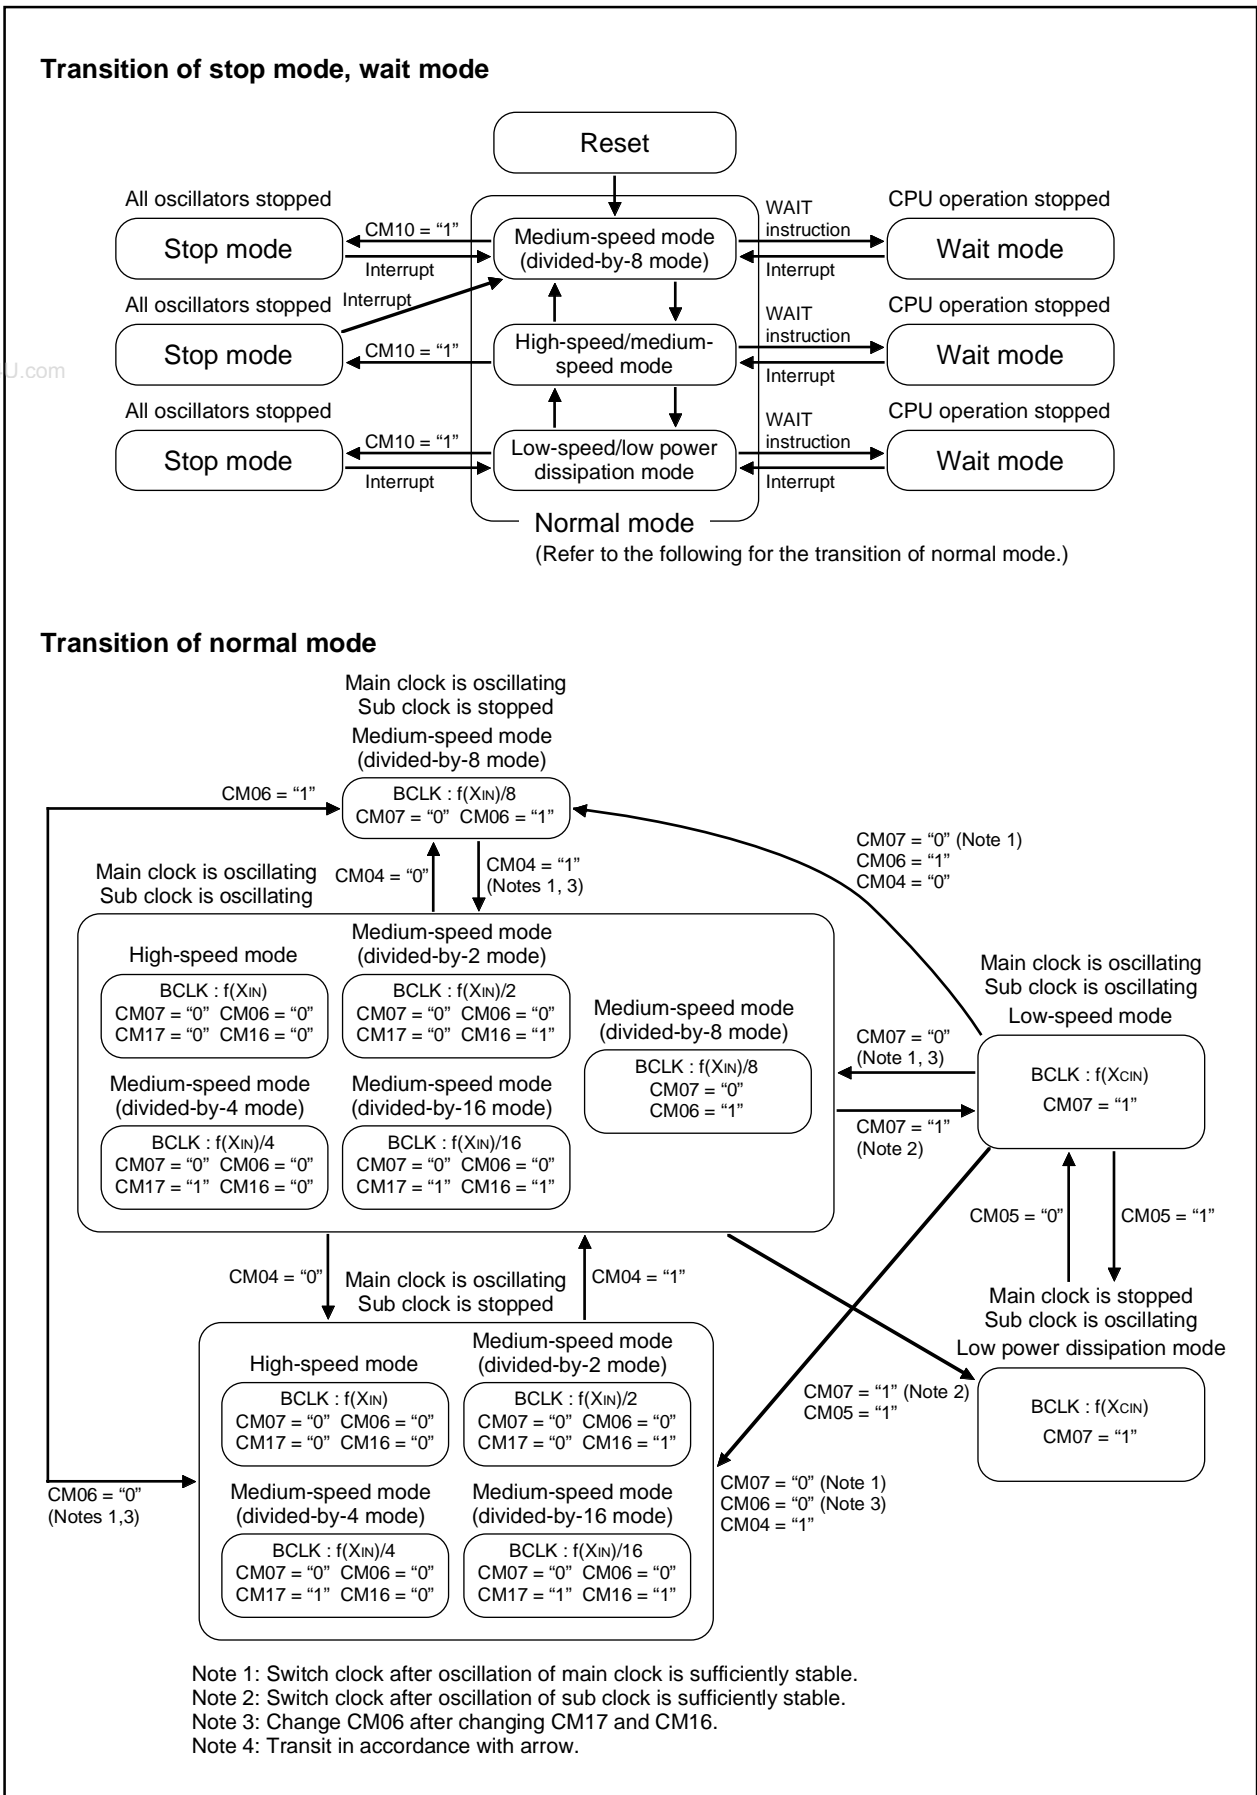 Transition of stop mode, wait mode
Reset
All oscillators stopped
Stop mode
CM10 = “1”
Interrupt
Medium-speed mode
(divided-by-8 mode)
WAIT
instruction
Interrupt
CPU operation stopped
Wait mode
All oscillators stopped
Interrupt
Stop mode
CM10 = “1”
High-speed/medium-
speed mode
WAIT
instruction
Interrupt
CPU operation stopped
Wait mode
U.com
All oscillators stopped
Stop mode
CM10 = “1”
Interrupt
Low-speed/low power
dissipation mode
WAIT
instruction
Interrupt
CPU operation stopped
Wait mode
Normal mode
(Refer to the following for the transition of normal mode.)
Transition of normal mode
Main clock is oscillating
Sub clock is stopped
Medium-speed mode
(divided-by-8 mode)
BCLK : f(XIN)/8
CM07 = “0” CM06 = “1”
CM06 = “1”
CM04 = “0”
CM04 = “1”
(Notes 1, 3)
CM07 = “0” (Note 1)
CM06 = “1”
CM04 = “0”
Main clock is oscillating
Sub clock is oscillating
High-speed mode
BCLK : f(XIN)
CM07 = “0” CM06 = “0”
CM17 = “0” CM16 = “0”
Medium-speed mode
(divided-by-2 mode)
BCLK : f(XIN)/2
CM07 = “0” CM06 = “0”
CM17 = “0” CM16 = “1”
Medium-speed mode
(divided-by-8 mode)
BCLK : f(XIN)/8
CM07 = “0”
CM06 = “1”
Medium-speed mode
(divided-by-4 mode)
BCLK : f(XIN)/4
CM07 = “0” CM06 = “0”
CM17 = “1” CM16 = “0”
Medium-speed mode
(divided-by-16 mode)
BCLK : f(XIN)/16
CM07 = “0” CM06 = “0”
CM17 = “1” CM16 = “1”
CM07 = “0”
(Note 1, 3)
CM07 = “1”
(Note 2)
Main clock is oscillating
Sub clock is oscillating
Low-speed mode
BCLK : f(XCIN)
CM07 = “1”
CM05 = “0”
CM05 = “1”
Main clock is stopped
Sub clock is oscillating
Low power dissipation mode
BCLK : f(XCIN)
CM07 = “1”
CM07 = “1” (Note 2)
CM05 = “1”
CM04 = “0”
Main clock is oscillating
Sub clock is stopped
CM04 = “1”
High-speed mode
BCLK : f(XIN)
CM07 = “0” CM06 = “0”
CM17 = “0” CM16 = “0”
Medium-speed mode
(divided-by-2 mode)
BCLK : f(XIN)/2
CM07 = “0” CM06 = “0”
CM17 = “0” CM16 = “1”
Medium-speed mode
(divided-by-4 mode)
BCLK : f(XIN)/4
CM07 = “0” CM06 = “0”
CM17 = “1” CM16 = “0”
Medium-speed mode
(divided-by-16 mode)
BCLK : f(XIN)/16
CM07 = “0” CM06 = “0”
CM17 = “1” CM16 = “1”
CM06 = “0”
(Notes 1,3)
CM07 = “0” (Note 1)
CM06 = “0” (Note 3)
CM04 = “1”
Note 1: Switch clock after oscillation of main clock is sufficiently stable.
Note 2: Switch clock after oscillation of sub clock is sufficiently stable.
Note 3: Change CM06 after changing CM17 and CM16.
Note 4: Transit in accordance with arrow.